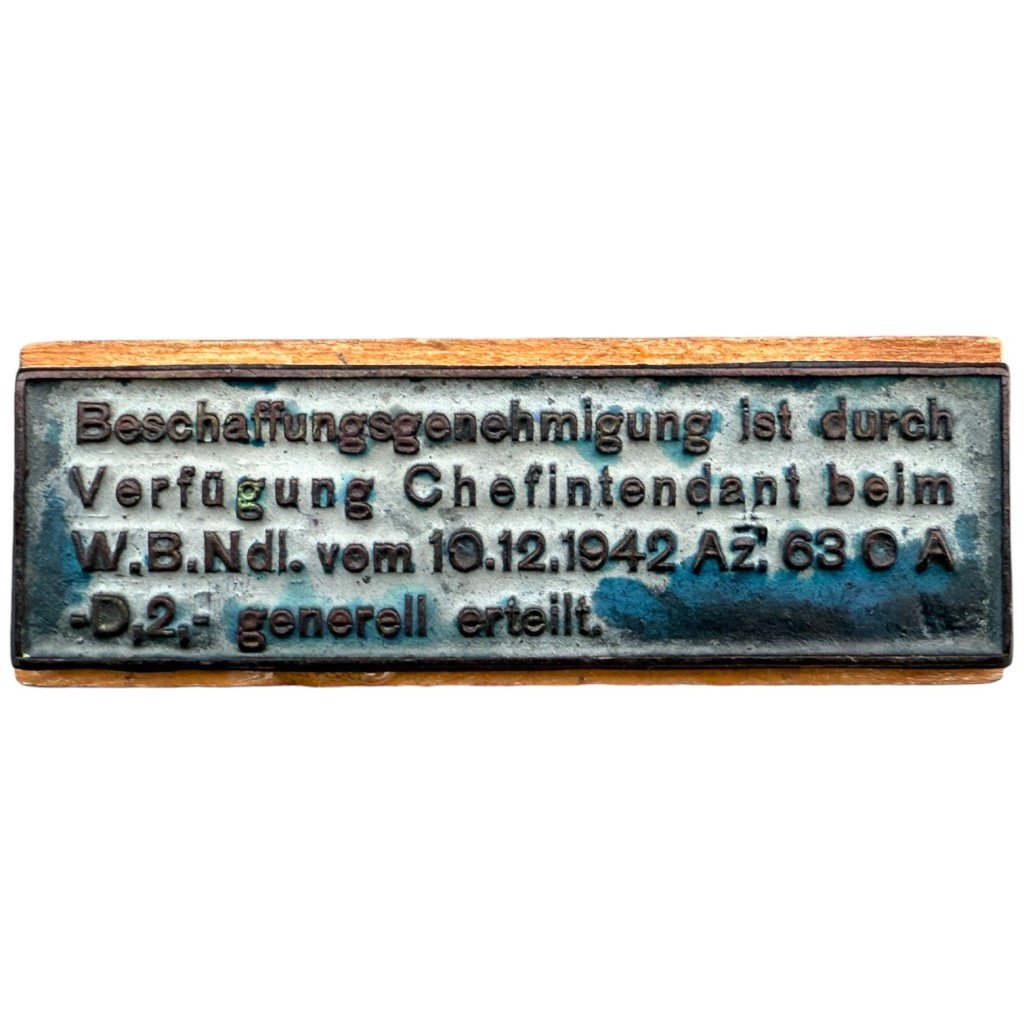 Beschaffungsgenehmigung ist durch
Verfügung Chefintendant beim
W.B.Ndl. vom 10.12.1942 Az. 63 O A
-D,2,- generell erteilt.